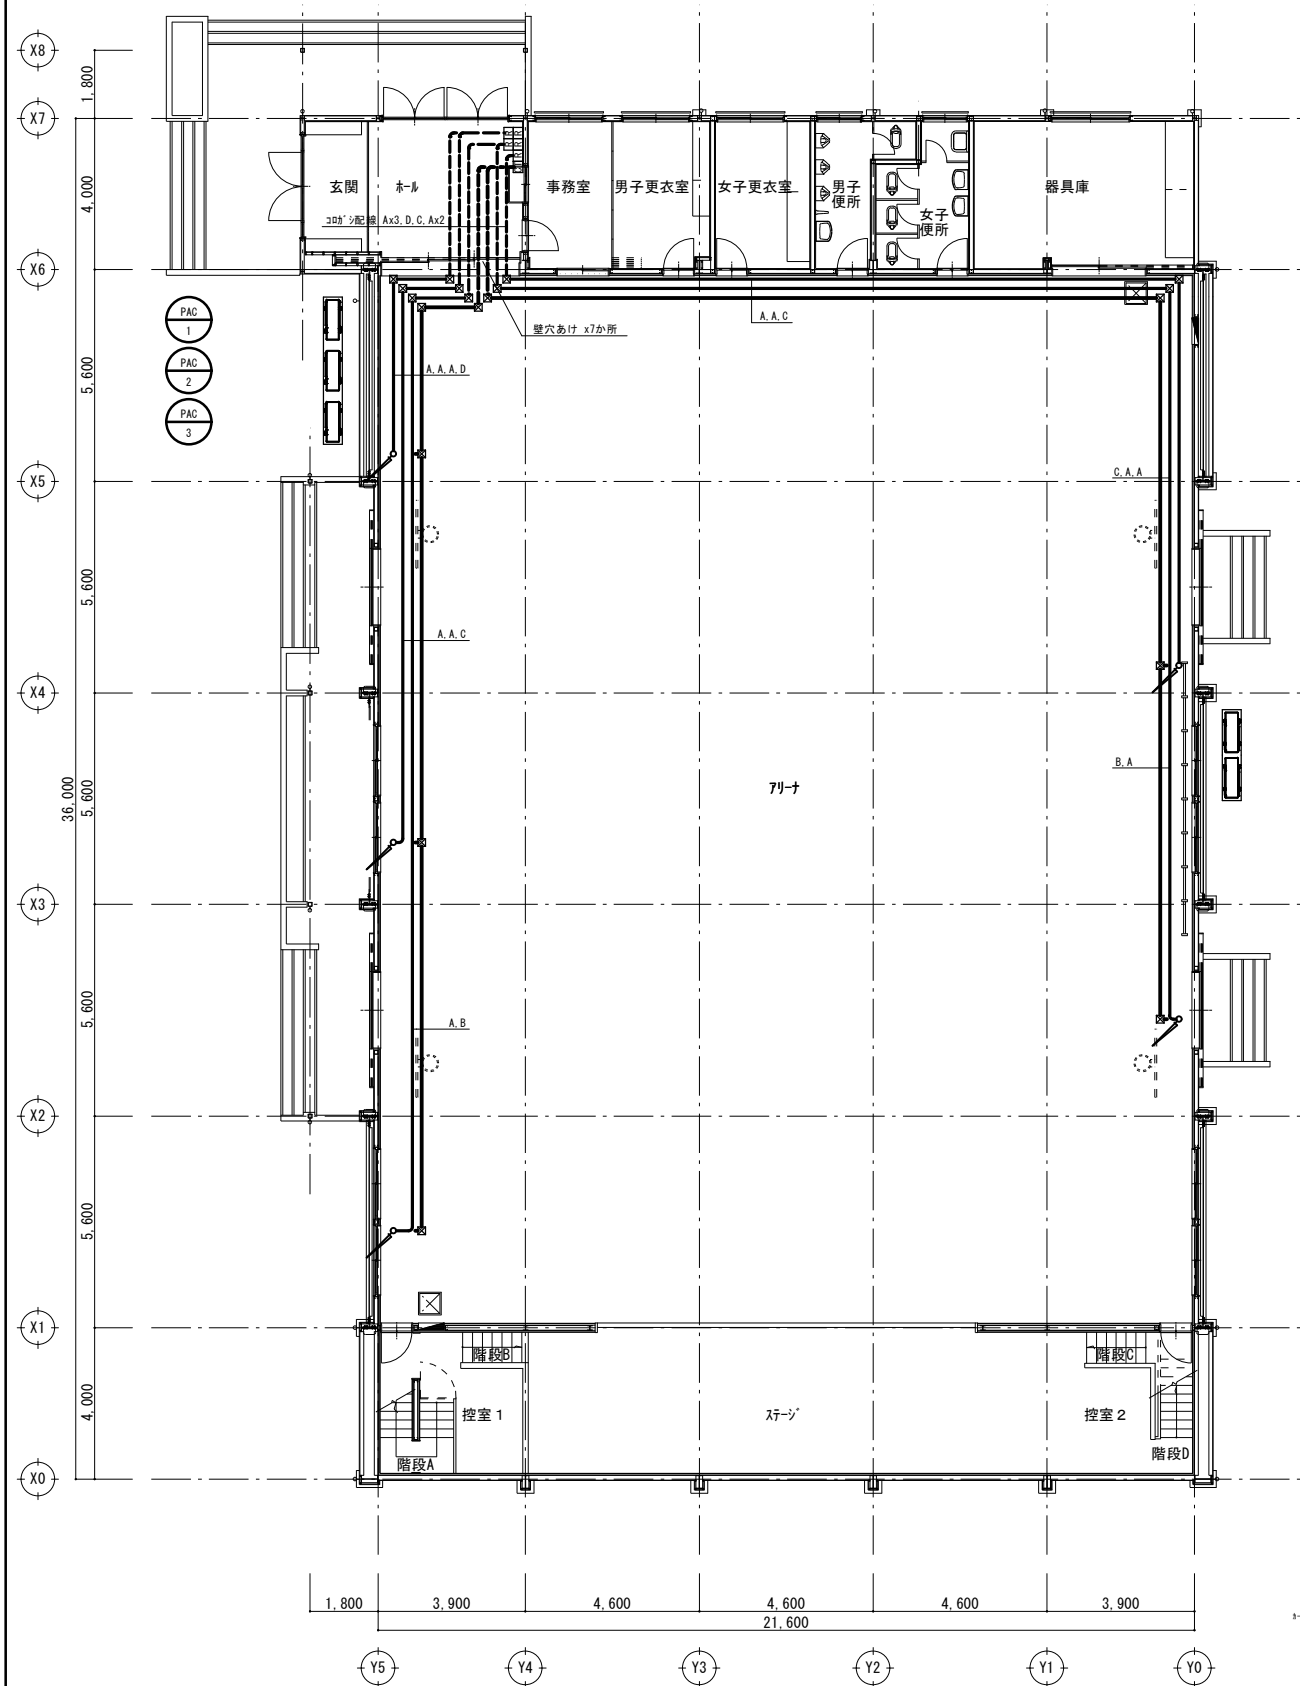 X8
1,800
X7
4,000
玄関
ホール
事務室
男子更衣室
女子更衣室
男子
便所
女子
便所
器具庫
コロガシ配線 Ax3,D,C,Ax2
X6
壁穴あけ x7か所
A,A,C
PAC
1
PAC
2
PAC
3
5,600
A,A,A,D
X5
C,A,A
5,600
A,A,C
X4
B,A
36,000
5,600
アリーナ
X3
5,600
A,B
X2
5,600
X1
階段B
階段C
4,000
控室1
ステージ
控室2
階段A
階段D
X0
1,800
3,900
4,600
4,600
4,600
3,900
21,600
Y5
Y4
Y3
Y2
Y1
Y0